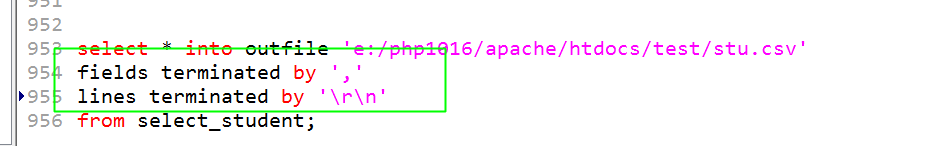 951
952
953 select * into outfile 'e:/php1016/apache/htdocs/test/stu.csv'
954 fields terminated by ','
955 lines terminated by '\r\n'
956 from select_student;